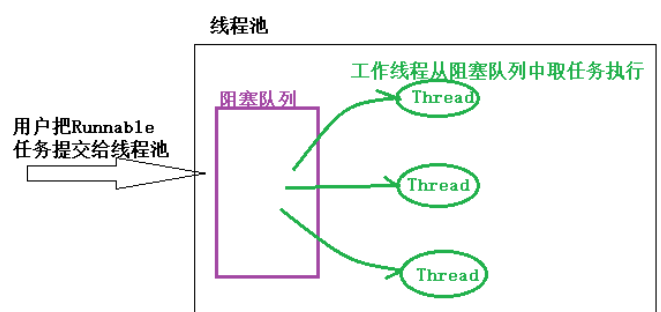 线程池
工作线程从阻塞队列中取任务执行
阻塞队列
Thread
用户把Runnable
任务提交给线程池
Thread
Thread